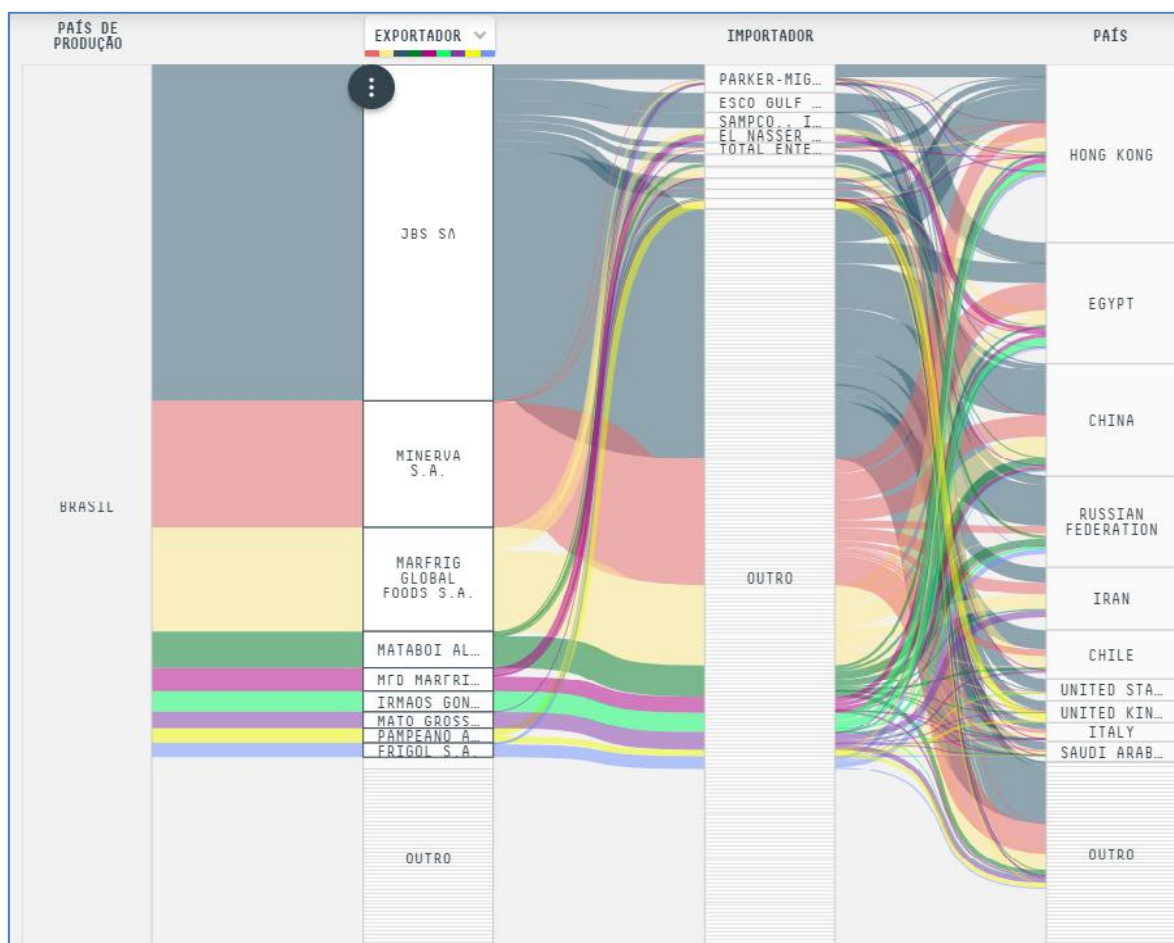 PAÍS DE
PRODUÇÃO
EXPORTADOR
IMPORTADOR
PAÍS
BRASIL
JBS SA
MINERVA
S.A.
MARFRIG
GLOBAL
FOODS S.A.
MATABOI AL…
MFB MARFRI…
IRMAOS GON…
MATO GROSS…
PAMPEANO A…
FRIGOL S.A.
OUTRO
PARKER-MIG…
ESCO GULF …
SAMPCO., I…
EL NASSER …
TOTAL ENTE…
OUTRO
HONG KONG
EGYPT
CHINA
RUSSIAN
FEDERATION
IRAN
CHILE
UNITED STA…
UNITED KIN…
ITALY
SAUDI ARAB…
OUTRO